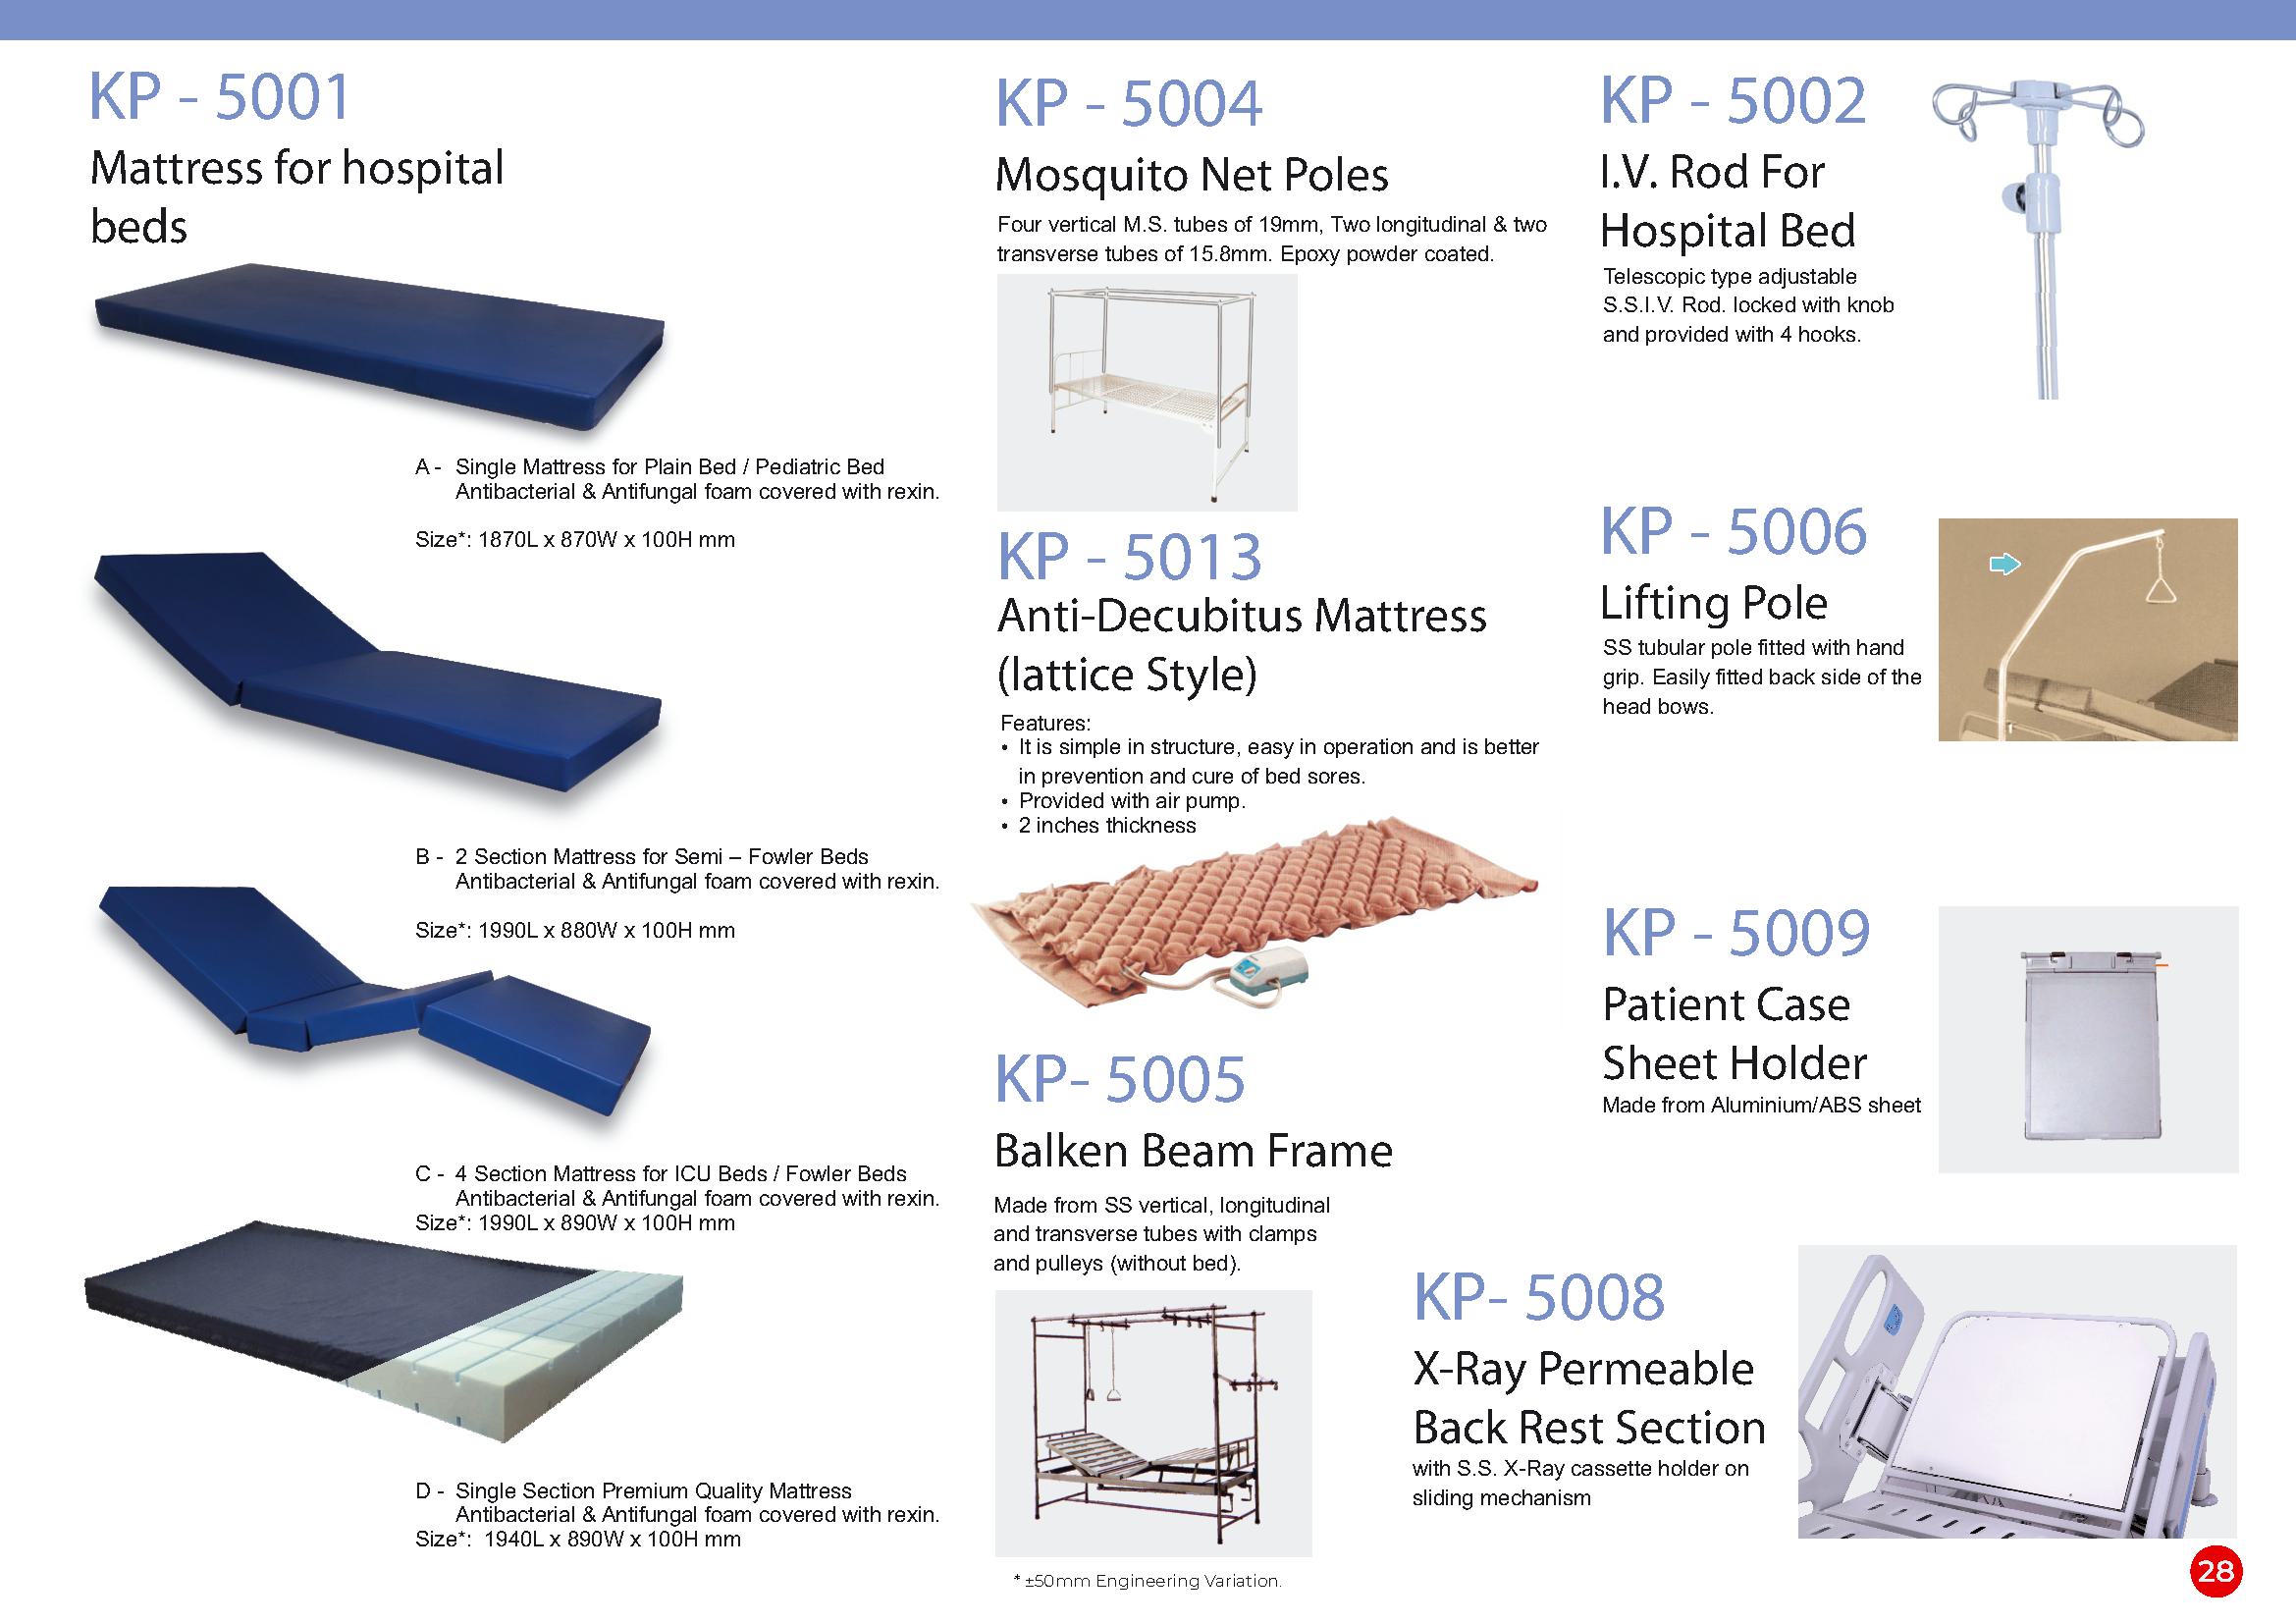 KP - 5001
Mattress for hospital
beds
A - Single Mattress for Plain Bed / Pediatric Bed
Antibacterial & Antifungal foam covered with rexin.
Size*: 1870L x 870W x 100H mm
B - 2 Section Mattress for Semi – Fowler Beds
Antibacterial & Antifungal foam covered with rexin.
Size*: 1990L x 880W x 100H mm
C - 4 Section Mattress for ICU Beds / Fowler Beds
Antibacterial & Antifungal foam covered with rexin.
Size*: 1990L x 890W x 100H mm
D - Single Section Premium Quality Mattress
Antibacterial & Antifungal foam covered with rexin.
Size*: 1940L x 890W x 100H mm
KP - 5004
Mosquito Net Poles
Four vertical M.S. tubes of 19mm, Two longitudinal & two
transverse tubes of 15.8mm. Epoxy powder coated.
KP - 5013
Anti-Decubitus Mattress
(lattice Style)
Features:
• It is simple in structure, easy in operation and is better
in prevention and cure of bed sores.
• Provided with air pump.
• 2 inches thickness
KP- 5005
Balken Beam Frame
Made from SS vertical, longitudinal
and transverse tubes with clamps
and pulleys (without bed).
* ±50mm Engineering Variation.
KP - 5002
I.V. Rod For
Hospital Bed
Telescopic type adjustable
S.S.I.V. Rod. locked with knob
and provided with 4 hooks.
KP - 5006
Lifting Pole
SS tubular pole fitted with hand
grip. Easily fitted back side of the
head bows.
KP - 5009
Patient Case
Sheet Holder
Made from Aluminium/ABS sheet
KP- 5008
X-Ray Permeable
Back Rest Section
with S.S. X-Ray cassette holder on
sliding mechanism
28